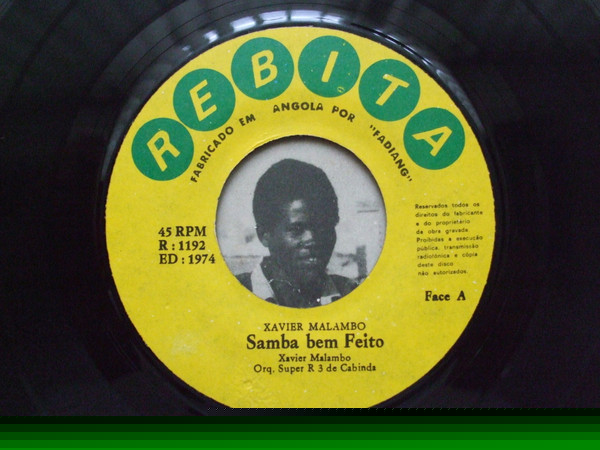 REBITA
FABRICADO EM ANGOLA POR "FADIANG"
45 RPM
R : 1192
ED : 1974
Reservados todos os
direitos do fabricante
e do proprietário
da obra gravada.
Proibidas a execução
pública, transmissão
radiofónica e cópia
deste disco
não autorizados.
Face A
XAVIER MALAMBO
Samba bem Feito
Xavier Malambo
Orq. Super R 3 de Cabinda